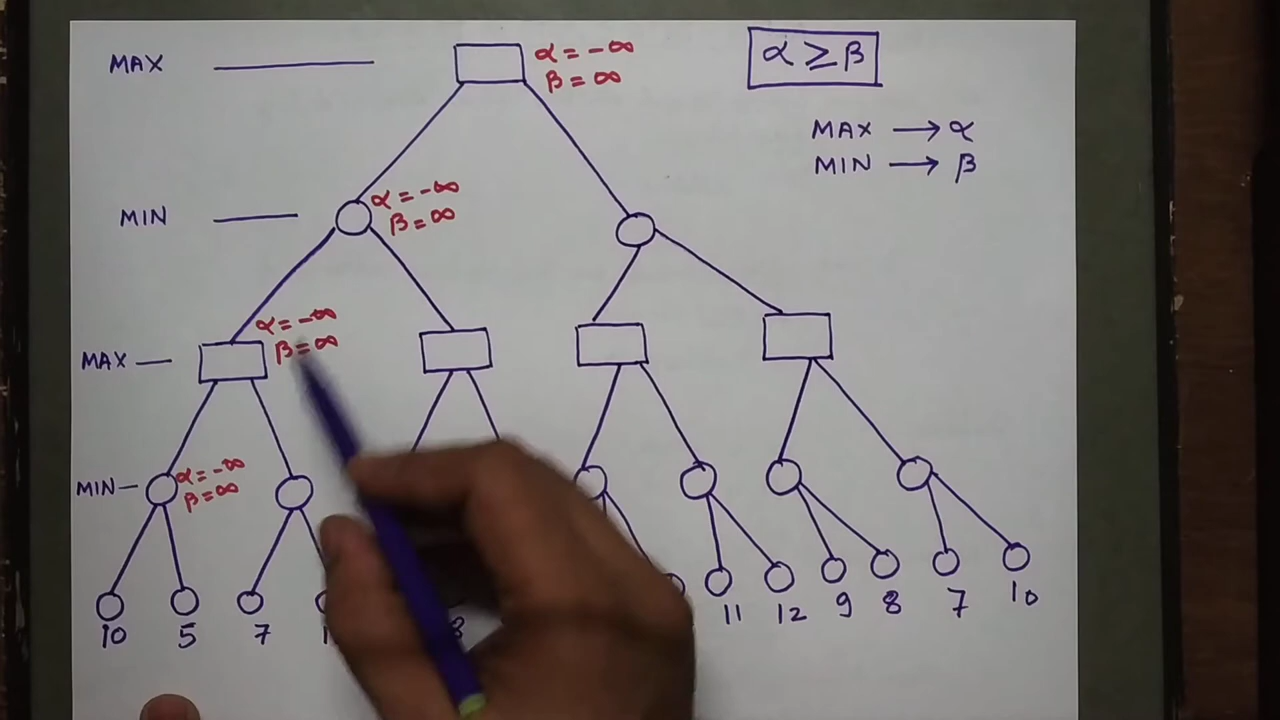 MAX
α = -∞
β = ∞
α ≥ β
MAX → α
MIN → β
MIN
α = -∞
β = ∞
MAX
α = -∞
β = ∞
MIN
α = -∞
β = ∞
10 5 7 11 12 9 8 7 10